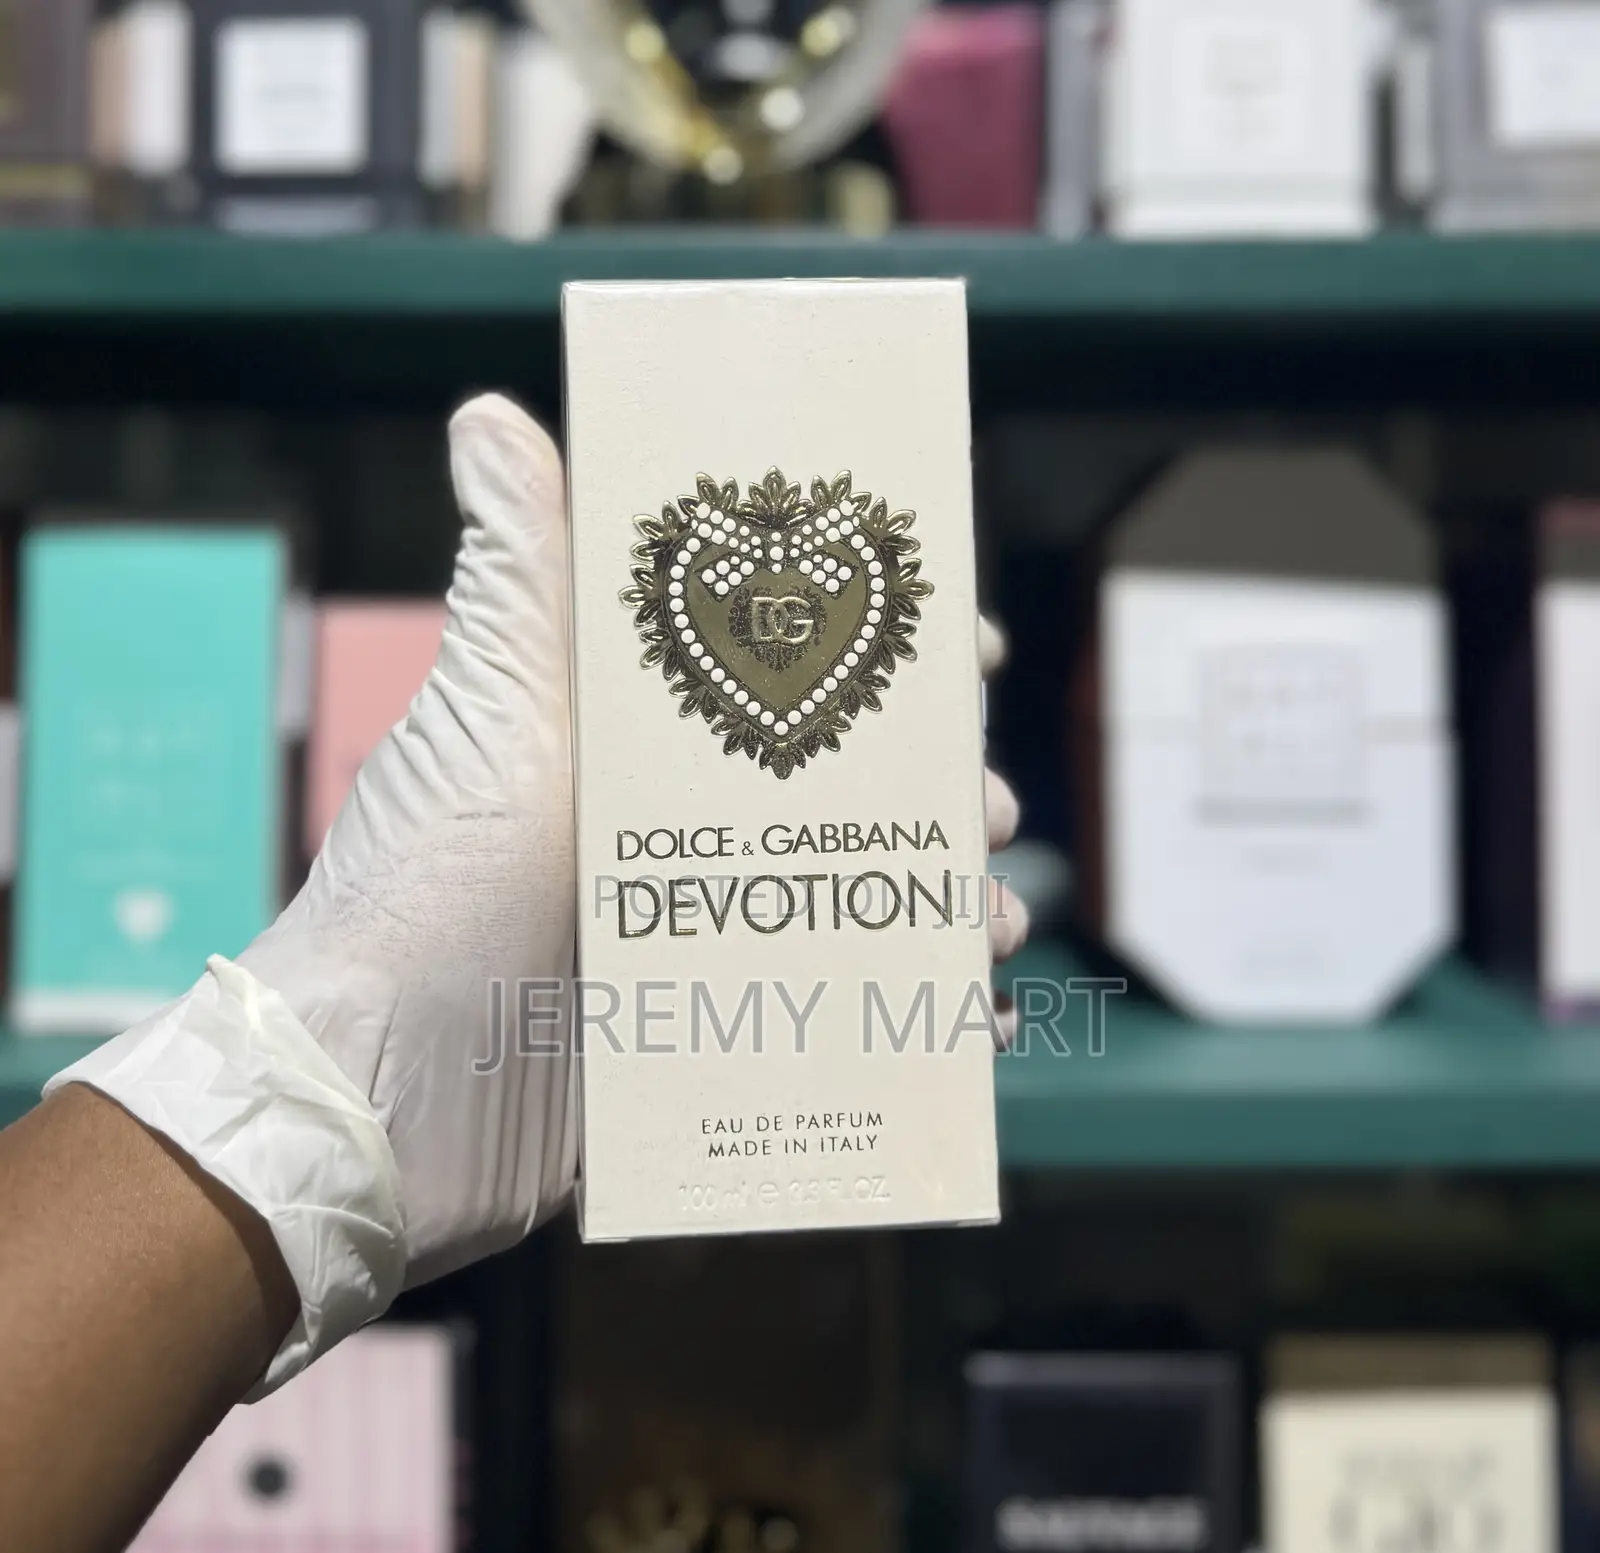 DG
DOLCE & GABBANA
DEVOTION
POSTED ON JIJI
JEREMY MART
EAU DE PARFUM
MADE IN ITALY
100 ml e 3.3 FL. OZ.